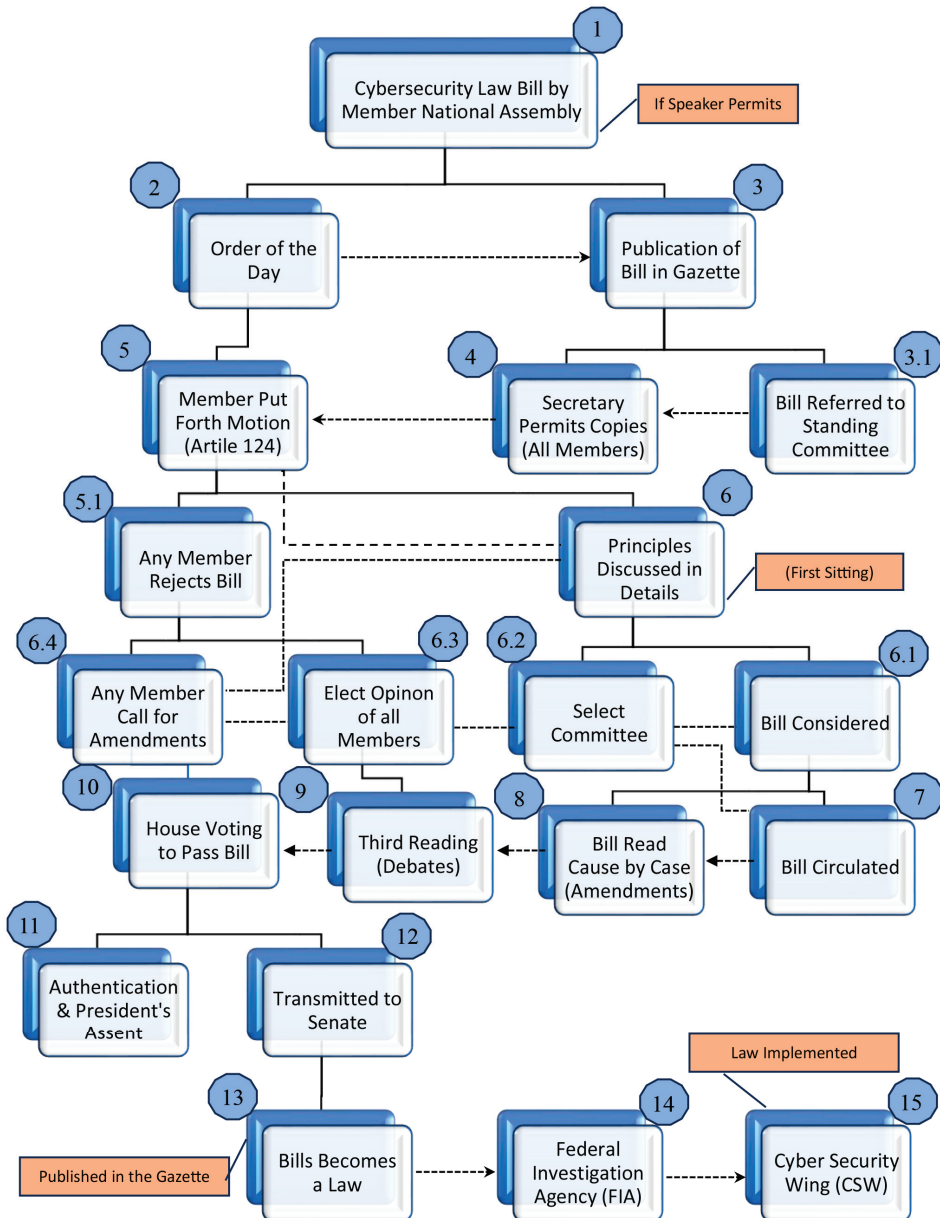 1
Cybersecurity Law Bill by
Member National Assembly
If Speaker Permits
2
Order of the
Day
3
Publication of
Bill in Gazette
5
Member Put
Forth Motion
(Artile 124)
4
Secretary
Permits Copies
(All Members)
3.1
Bill Referred to
Standing
Committee
5.1
Any Member
Rejects Bill
6
Principles
Discussed in
Details
(First Sitting)
6.4
Any Member
Call for
Amendments
6.3
Elect Opinon
of all
Members
6.2
Select
Committee
6.1
Bill Considered
10
House Voting
to Pass Bill
9
Third Reading
(Debates)
8
Bill Read
Cause by Case
(Amendments)
7
Bill Circulated
11
Authentication
& President's
Assent
12
Transmitted to
Senate
Law Implemented
13
Bills Becomes
a Law
Published in the Gazette
14
Federal
Investigation
Agency (FIA)
15
Cyber Security
Wing (CSW)